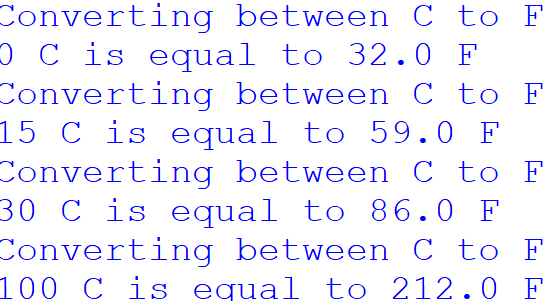 Converting between C to F
0 C is equal to 32.0 F
Converting between C to F
15 C is equal to 59.0 F
Converting between C to F
30 C is equal to 86.0 F
Converting between C to F
100 C is equal to 212.0 F